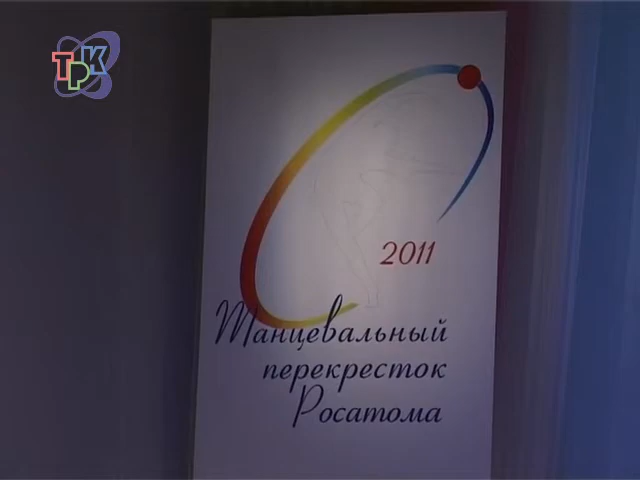 ТРК
2011
Танцевальный
перекресток
Росатома